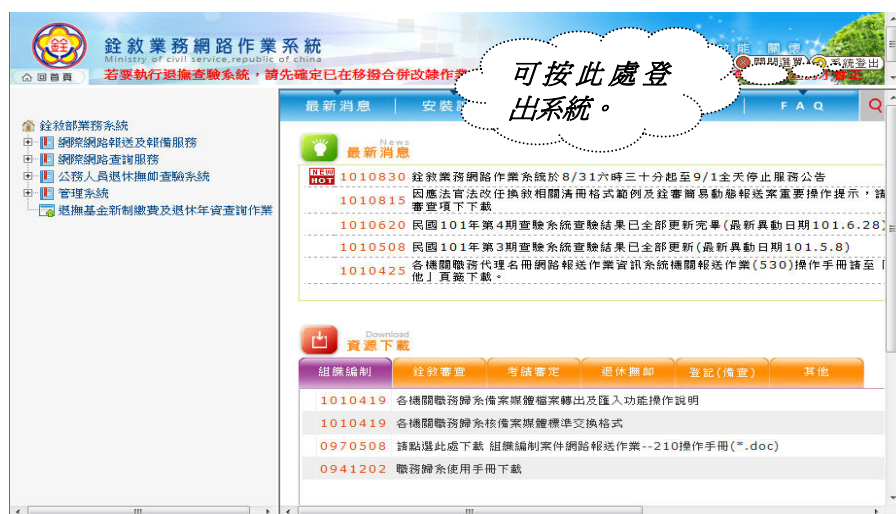 銓敘業務網路作業系統
Ministry of civil service,republic of china
回首頁
若要執行退撫查驗系統，請先確定已在移撥合併改隸作業
關懷
關閉選單
系統登出
可按此處登
出系統。
最新消息
安裝
FAQ
銓敘部業務系統
網際網路報送及報備服務
網際網路查詢服務
公務人員退休撫卹查驗系統
管理系統
退撫基金新制繳費及退休年資查詢作業
News
最新消息
NEW HOT 1010830 銓敘業務網路作業系統於8/31六時三十分起至9/1全天停止服務公告
1010815 因應法官法改任換敘相關清冊格式範例及銓審簡易動態報送案重要操作提示，請
審查項下下載
1010620 民國101年第4期查驗系統查驗結果已全部更新完畢(最新異動日期101.6.28)
1010508 民國101年第3期查驗系統查驗結果已全部更新(最新異動日期101.5.8)
1010425 各機關職務代理名冊網路報送作業資訊系統機關報送作業(530)操作手冊請至「
他」頁籤下載。
Download
資源下載
組織編制
銓敘審查
考績審定
退休撫卹
登記(備查)
其他
1010419 各機關職務歸系備案媒體檔案轉出及匯入功能操作說明
1010419 各機關職務歸系核備案媒體標準交換格式
0970508 請點選此處下載 組織編制案件網路報送作業--210操作手冊(*.doc)
0941202 職務歸系使用手冊下載